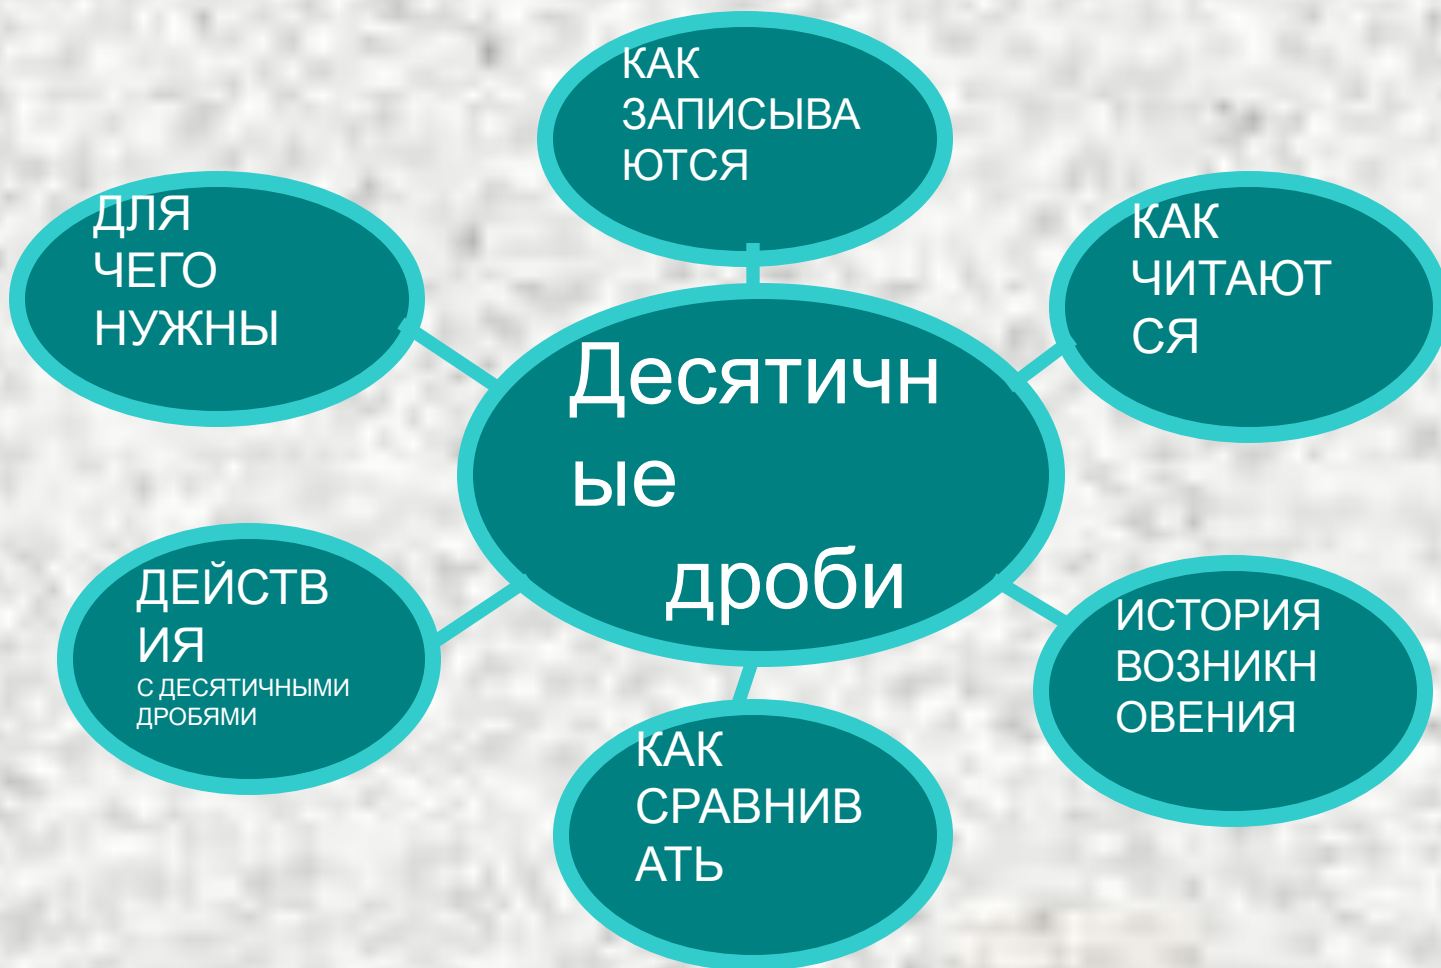 КАК
ЗАПИСЫВА
ЮТСЯ
ДЛЯ
ЧЕГО
НУЖНЫ
КАК
ЧИТАЮТ
СЯ
Десятичн
ые
дроби
ДЕЙСТВ
ИЯ
С ДЕСЯТИЧНЫМИ
ДРОБЯМИ
ИСТОРИЯ
ВОЗНИКН
ОВЕНИЯ
КАК
СРАВНИВ
АТЬ